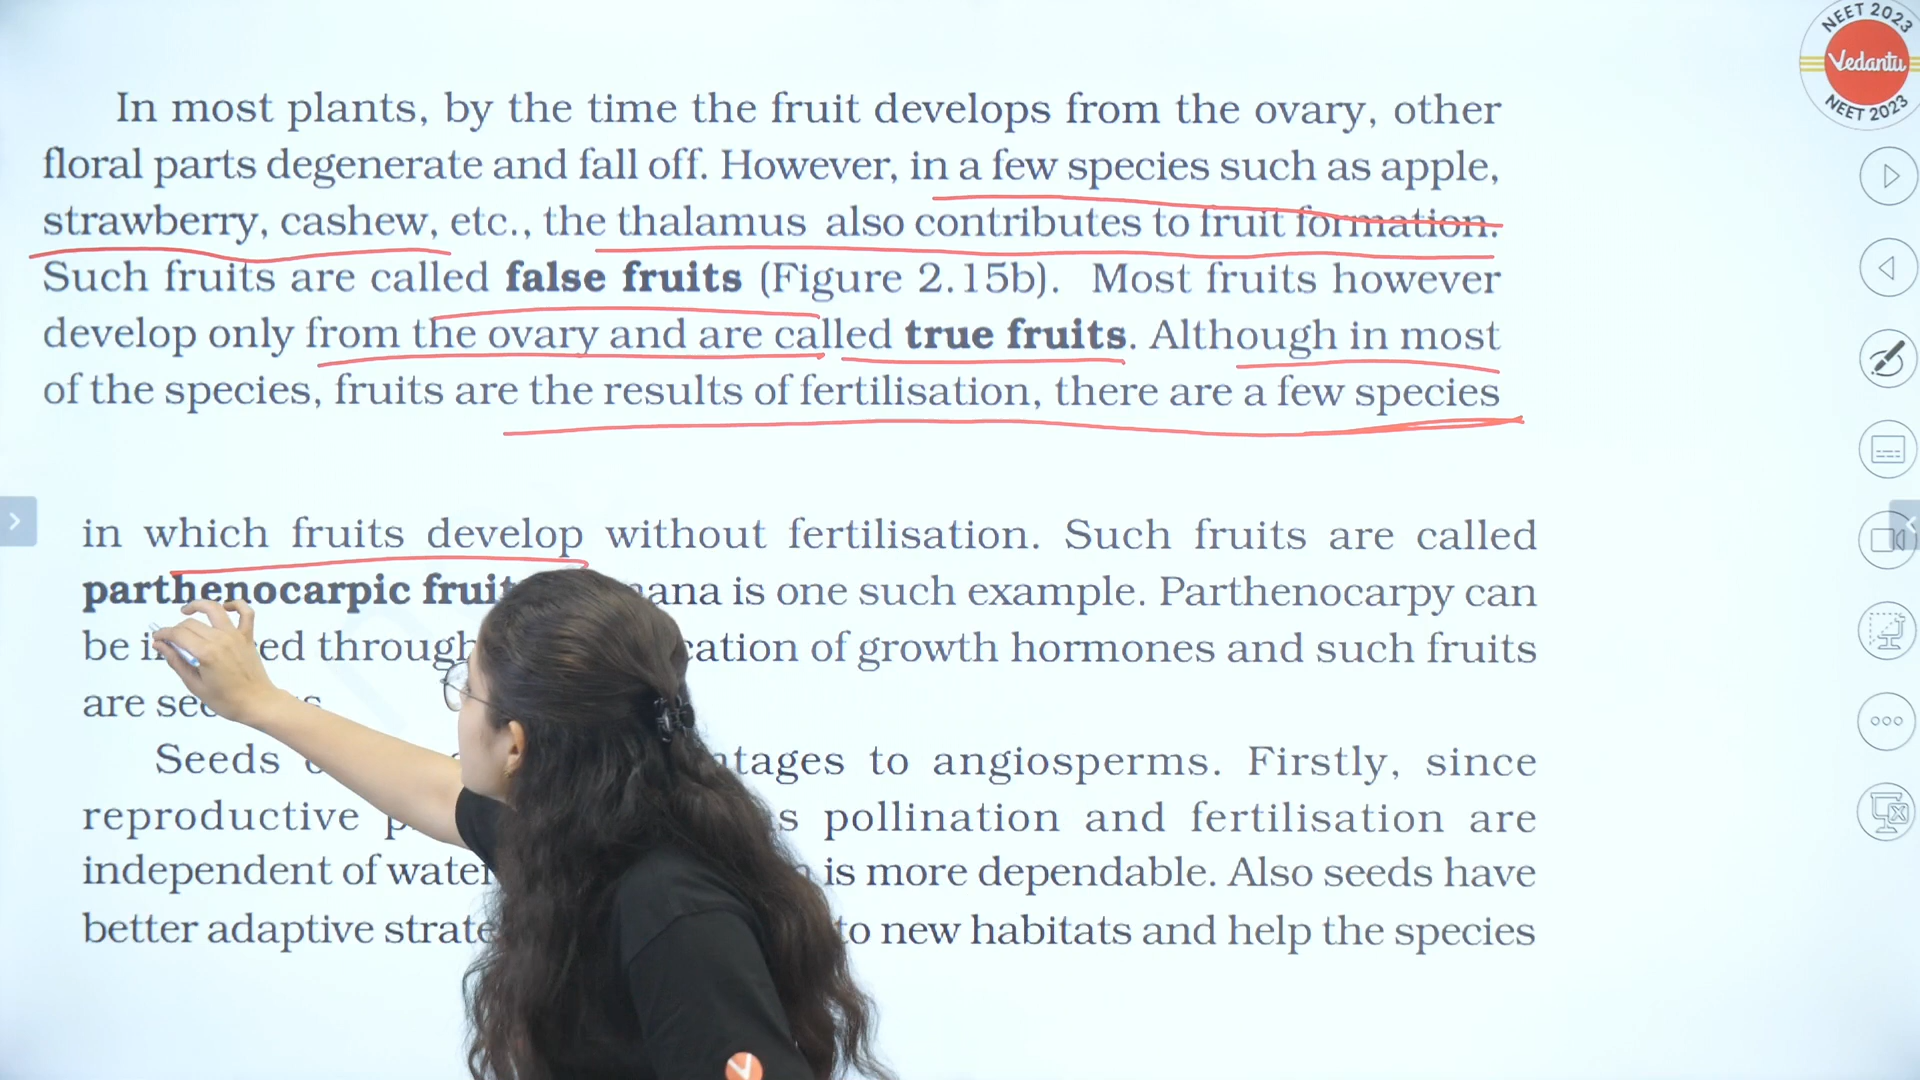 NEET 2023
Vedantu
NEET 2023
In most plants, by the time the fruit develops from the ovary, other
floral parts degenerate and fall off. However, in a few species such as apple,
strawberry, cashew, etc., the thalamus also contributes to fruit formation.
Such fruits are called false fruits (Figure 2.15b). Most fruits however
develop only from the ovary and are called true fruits. Although in most
of the species, fruits are the results of fertilisation, there are a few species
in which fruits develop without fertilisation. Such fruits are called
parthenocarpic is one such example. Parthenocarpy can
be of growth hormones and such fruits
are
Seeds to angiosperms. Firstly, since
reproductive pollination and fertilisation are
independent of is more dependable. Also seeds have
better adaptive to new habitats and help the species